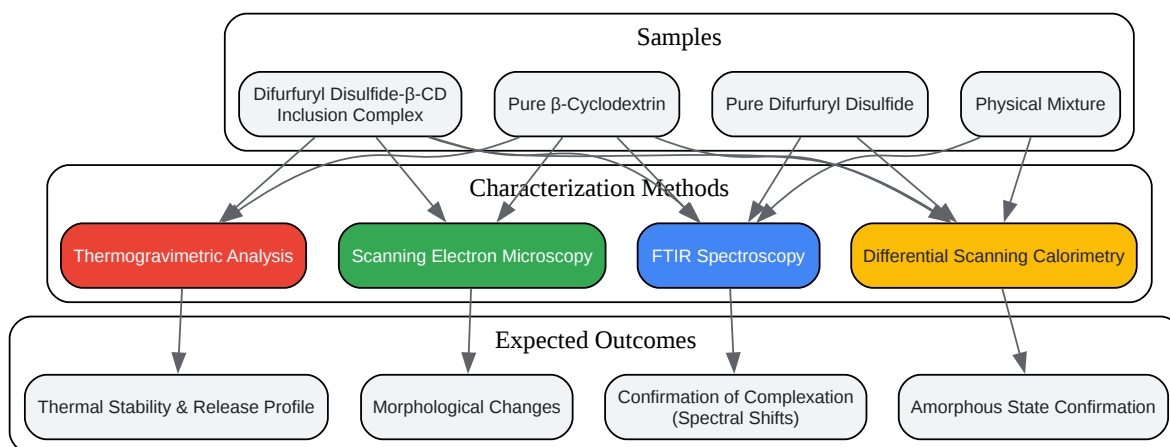 Samples
Difurfuryl Disulfide-β-CD
Inclusion Complex
Pure β-Cyclodextrin
Pure Difurfuryl Disulfide
Physical Mixture
Characterization Methods
Thermogravimetric Analysis
Scanning Electron Microscopy
FTIR Spectroscopy
Differential Scanning Calorimetry
Expected Outcomes
Thermal Stability & Release Profile
Morphological Changes
Confirmation of Complexation
(Spectral Shifts)
Amorphous State Confirmation